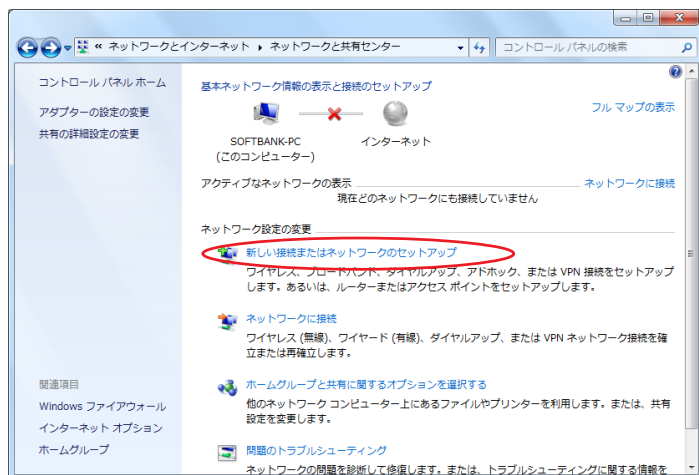 « ネットワークとインターネット ▸ ネットワークと共有センター
コントロール パネルの検索
コントロール パネル ホーム
アダプターの設定の変更
共有の詳細設定の変更
基本ネットワーク情報の表示と接続のセットアップ
フル マップの表示
SOFTBANK-PC
(このコンピューター)
インターネット
アクティブなネットワークの表示
ネットワークに接続
現在どのネットワークにも接続していません
ネットワーク設定の変更
新しい接続またはネットワークのセットアップ
ワイヤレス、ブロードバンド、ダイヤルアップ、アドホック、または VPN 接続をセットアップ
します。あるいは、ルーターまたはアクセス ポイントをセットアップします。
ネットワークに接続
ワイヤレス (無線)、ワイヤード (有線)、ダイヤルアップ、または VPN ネットワーク接続を確
立または再確立します。
ホームグループと共有に関するオプションを選択する
他のネットワーク コンピューター上にあるファイルやプリンターを利用します。または、共有
設定を変更します。
問題のトラブルシューティング
ネットワークの問題を診断して修復します。または、トラブルシューティングに関する情報を
関連項目
Windows ファイアウォール
インターネット オプション
ホームグループ